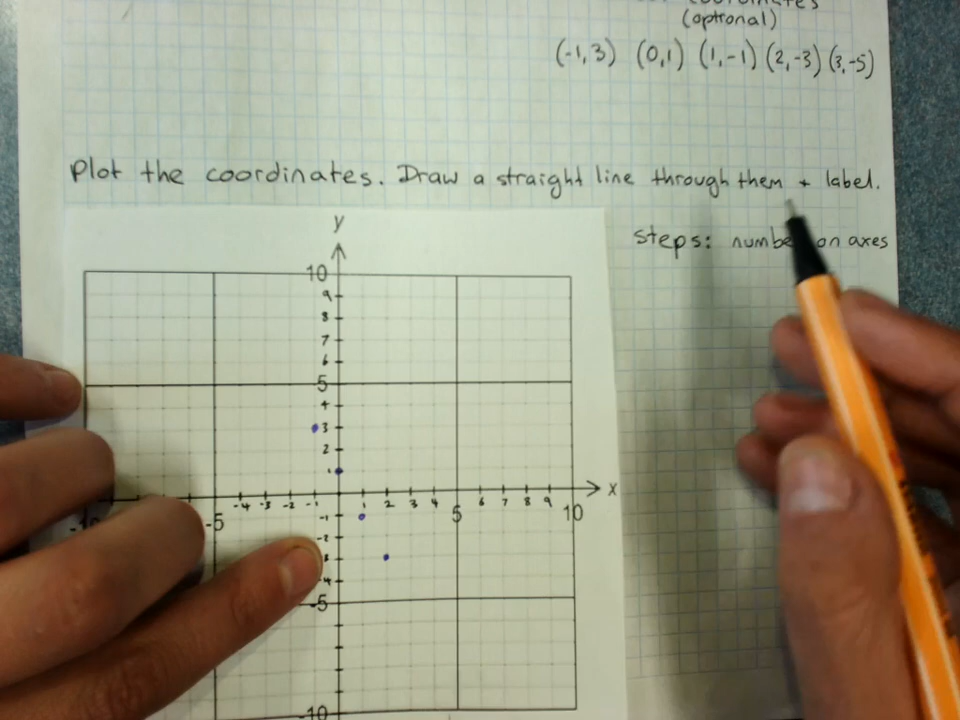 (optional)
(-1,3) (0,1) (1,-1) (2,-3) (3,-5)
Plot the coordinates. Draw a straight line through them + label.
steps: number on axes
y
10
9
8
7
6
5
4
3
2
1
-5 -4 -3 -2 -1 1 2 3 4 5 6 7 8 9 10 x
-1
-2
-4
-5
-10